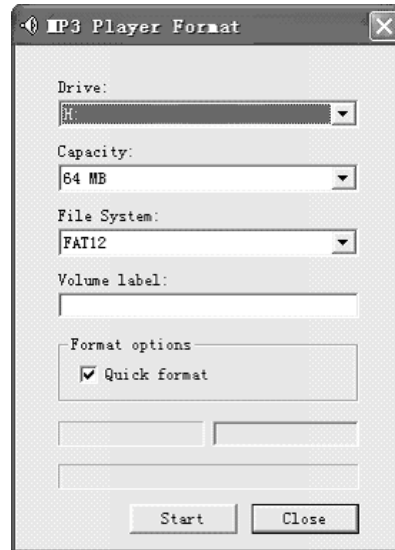 MP3 Player Format
Drive:
H:
Capacity:
64 MB
File System:
FAT12
Volume label:
Format options
Quick format
Start
Close